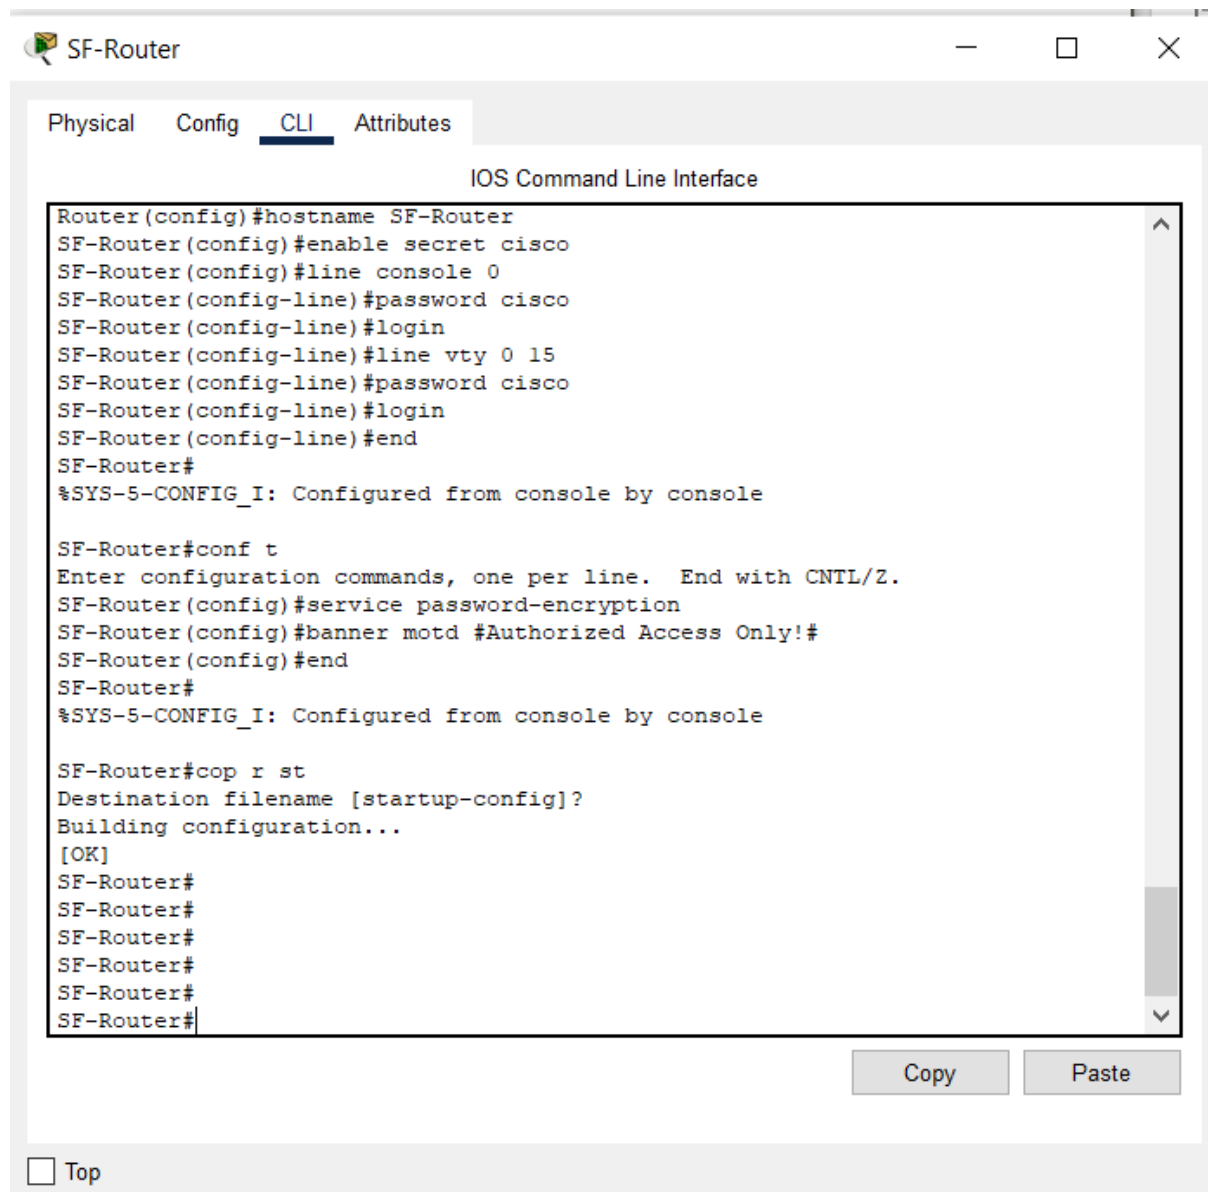 SF-Router
Physical Config CLI Attributes
IOS Command Line Interface
Router(config)#hostname SF-Router
SF-Router(config)#enable secret cisco
SF-Router(config)#line console 0
SF-Router(config-line)#password cisco
SF-Router(config-line)#login
SF-Router(config-line)#line vty 0 15
SF-Router(config-line)#password cisco
SF-Router(config-line)#login
SF-Router(config-line)#end
SF-Router#
%SYS-5-CONFIG_I: Configured from console by console
SF-Router#conf t
Enter configuration commands, one per line.  End with CNTL/Z.
SF-Router(config)#service password-encryption
SF-Router(config)#banner motd #Authorized Access Only!#
SF-Router(config)#end
SF-Router#
%SYS-5-CONFIG_I: Configured from console by console
SF-Router#cop r st
Destination filename [startup-config]?
Building configuration...
[OK]
SF-Router#
SF-Router#
SF-Router#
SF-Router#
SF-Router#
SF-Router#
Copy Paste
Top